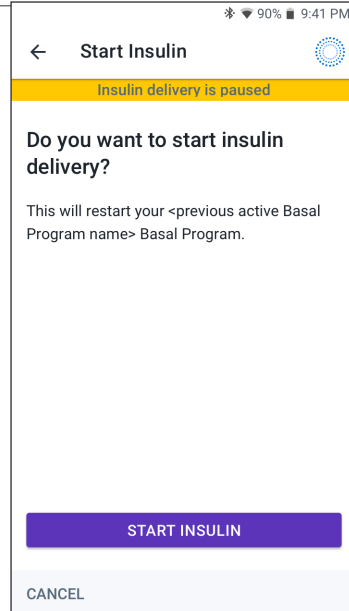 90% 9:41 PM
Start Insulin
Insulin delivery is paused
Do you want to start insulin
delivery?
This will restart your <previous active Basal
Program name> Basal Program.
START INSULIN
CANCEL